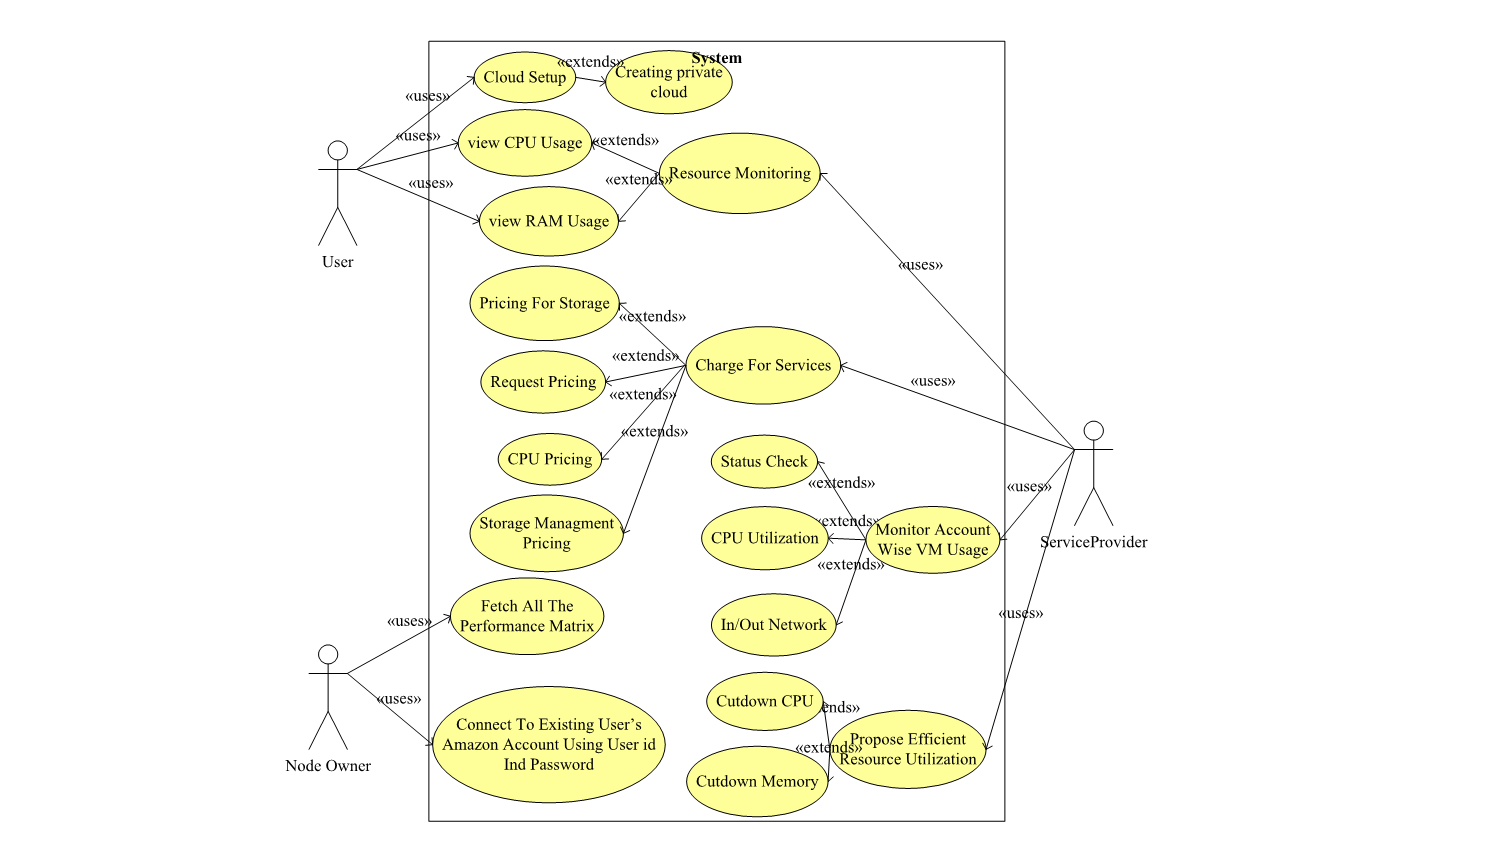 System
«extends»
Cloud Setup
Creating private
cloud
«uses»
«uses»
view CPU Usage
«extends»
Resource Monitoring
«extends»
«uses»
view RAM Usage
User
«uses»
Pricing For Storage
«extends»
«extends»
Charge For Services
Request Pricing
«uses»
«extends»
«extends»
CPU Pricing
Status Check
«extends»
«uses»
Storage Managment
Pricing
CPU Utilization
«extends»
Monitor Account
Wise VM Usage
ServiceProvider
«extends»
Fetch All The
Performance Matrix
«uses»
In/Out Network
«uses»
«uses»
Node Owner
Connect To Existing User's
Amazon Account Using User id
Ind Password
Cutdown CPU
ends»
«extends»
Propose Efficient
Resource Utilization
Cutdown Memory